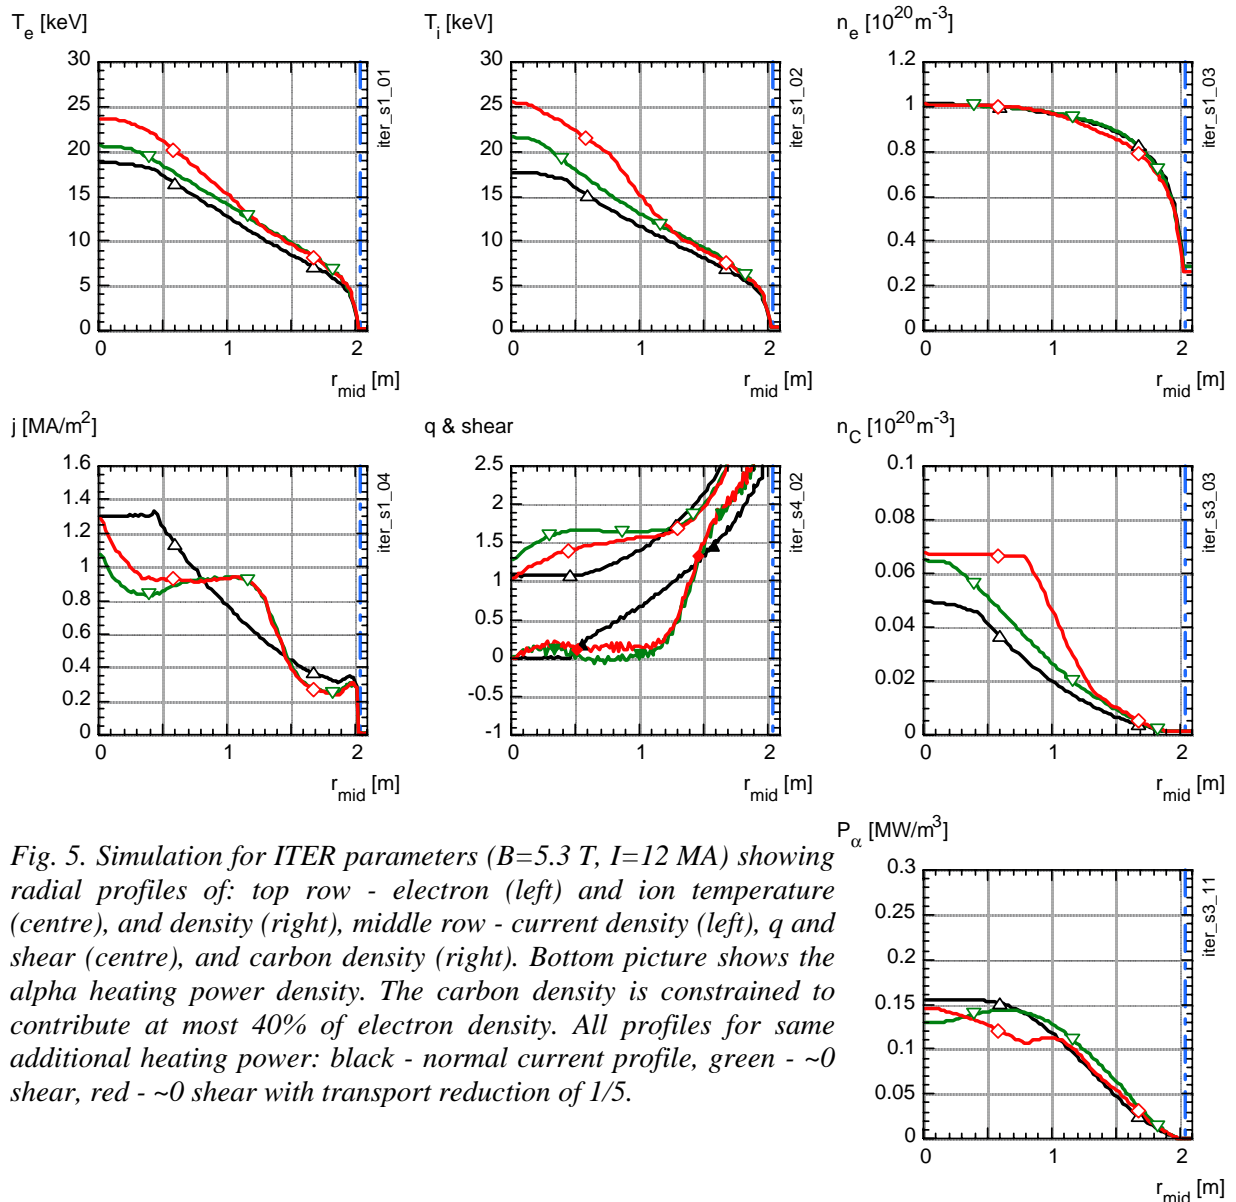 T_e [keV]
30
25
20
15
10
5
0
0
1
2
r_mid [m]
iter_s1_01
T_i [keV]
30
25
20
15
10
5
0
0
1
2
r_mid [m]
iter_s1_02
n_e [10^20 m^-3]
1.2
1
0.8
0.6
0.4
0.2
0
0
1
2
r_mid [m]
iter_s1_03
j [MA/m^2]
1.6
1.4
1.2
1
0.8
0.6
0.4
0.2
0
0
1
2
r_mid [m]
iter_s1_04
q & shear
2.5
2
1.5
1
0.5
0
-0.5
-1
0
1
2
r_mid [m]
iter_s4_02
n_C [10^20 m^-3]
0.1
0.08
0.06
0.04
0.02
0
0
1
2
r_mid [m]
iter_s3_03
P_α [MW/m^3]
0.3
0.25
0.2
0.15
0.1
0.05
0
0
1
2
r_mid [m]
iter_s3_11
Fig. 5. Simulation for ITER parameters (B=5.3 T, I=12 MA) showing
radial profiles of: top row - electron (left) and ion temperature
(centre), and density (right), middle row - current density (left), q and
shear (centre), and carbon density (right). Bottom picture shows the
alpha heating power density. The carbon density is constrained to
contribute at most 40% of electron density. All profiles for same
additional heating power: black - normal current profile, green - ~0
shear, red - ~0 shear with transport reduction of 1/5.